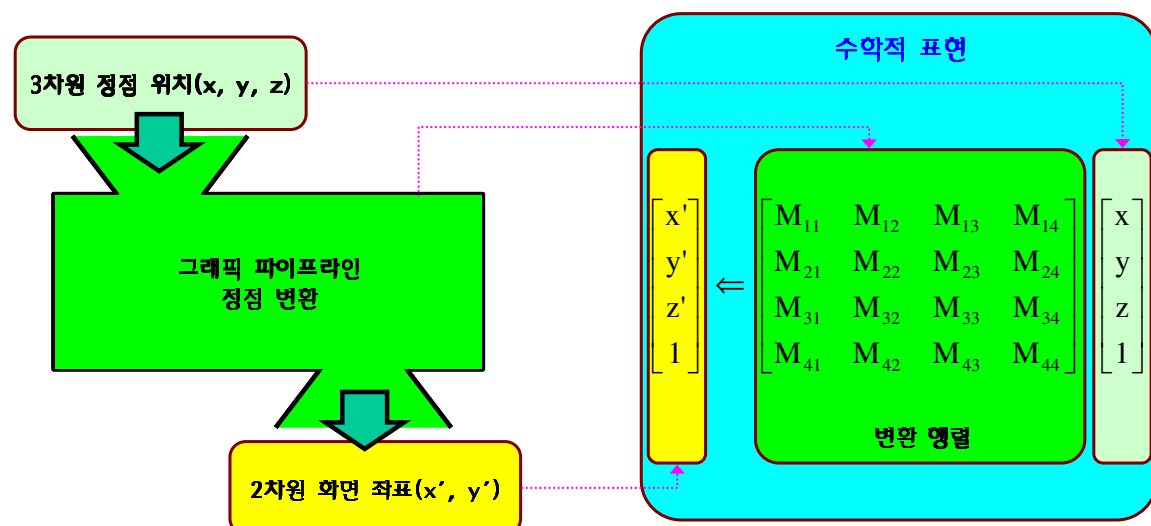 수학적 표현
3차원 정점 위치(x, y, z)
그래픽 파이프라인
정점 변환
2차원 화면 좌표(x′, y′)
x' ⇐ M11 M12 M13 M14 x
y' M21 M22 M23 M24 y
z' M31 M32 M33 M34 z
1 M41 M42 M43 M44 1
변환 행렬